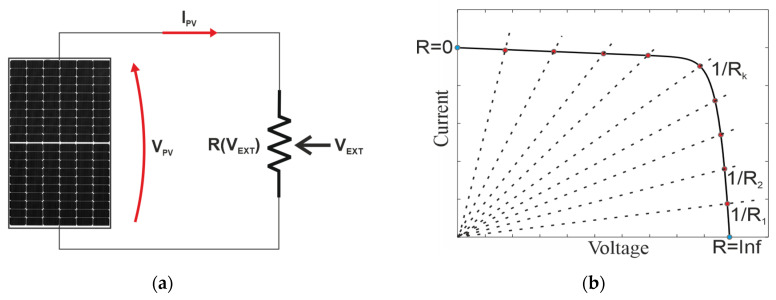 I_PV
V_PV
R(V_EXT)
V_EXT
(a)
R=0
Current
1/R_k
1/R_2
1/R_1
Voltage
R=Inf
(b)